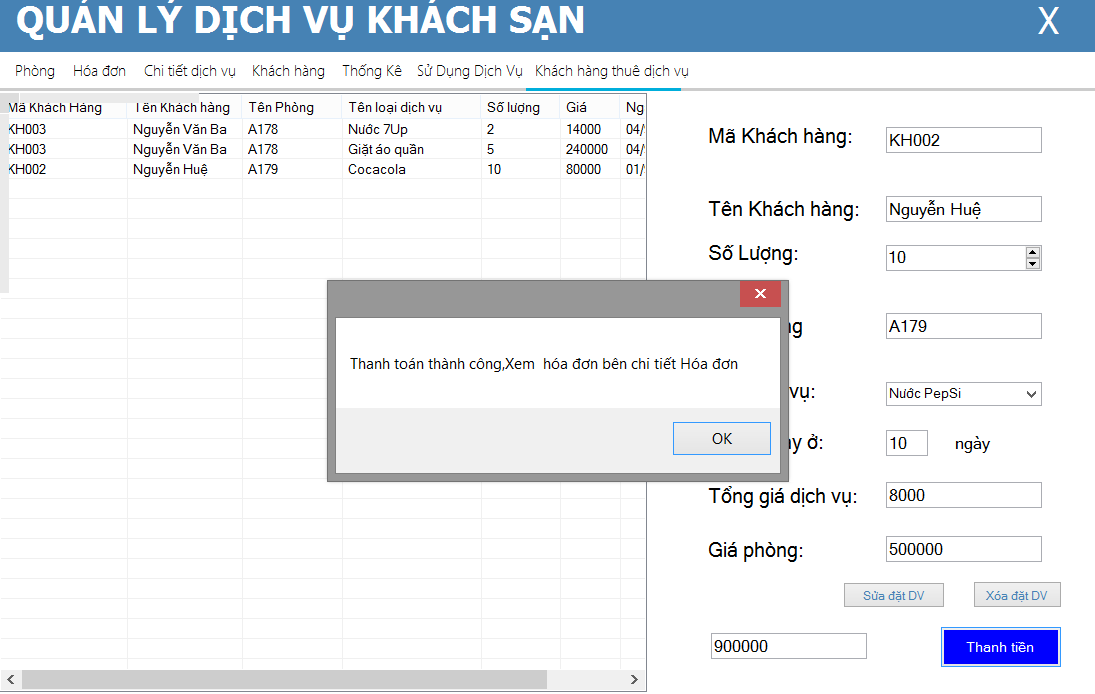 QUẢN LÝ DỊCH VỤ KHÁCH SẠN X
Phòng Hóa đơn Chi tiết dịch vụ Khách hàng Thống Kê Sử Dụng Dịch Vụ Khách hàng thuê dịch vụ
Mã Khách Hàng Tên Khách hàng Tên Phòng Tên loại dịch vụ Số lượng Giá Ng
KH003 Nguyễn Văn Ba A178 Nước 7Up 2 14000 04/
KH003 Nguyễn Văn Ba A178 Giặt áo quần 5 240000 04/
KH002 Nguyễn Huệ A179 Cocacola 10 80000 01/
Mã Khách hàng: KH002
Tên Khách hàng: Nguyễn Huệ
Số Lượng: 10
g A179
vụ: Nước PepSi
y ở: 10 ngày
Tổng giá dịch vụ: 8000
Giá phòng: 500000
Sửa đặt DV Xóa đặt DV
900000 Thanh tiền
Thanh toán thành công,Xem  hóa đơn bên chi tiết Hóa đơn
OK